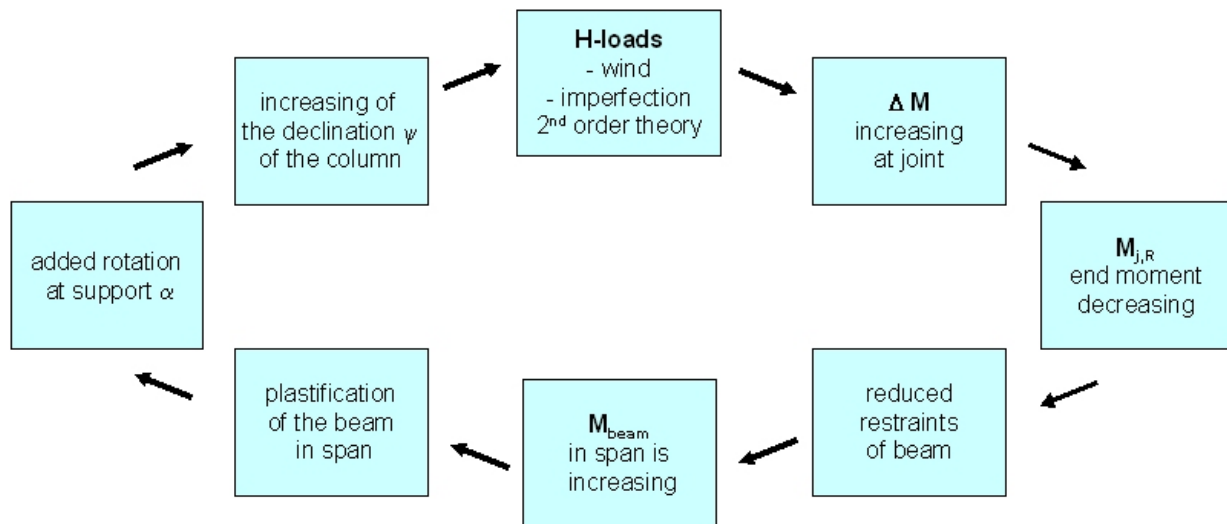 H-loads
- wind
- imperfection
2nd order theory
Δ M
increasing
at joint
Mj,R
end moment
decreasing
reduced
restraints
of beam
Mbeam
in span is
increasing
plastification
of the beam
in span
added rotation
at support α
increasing of
the declination ψ
of the column